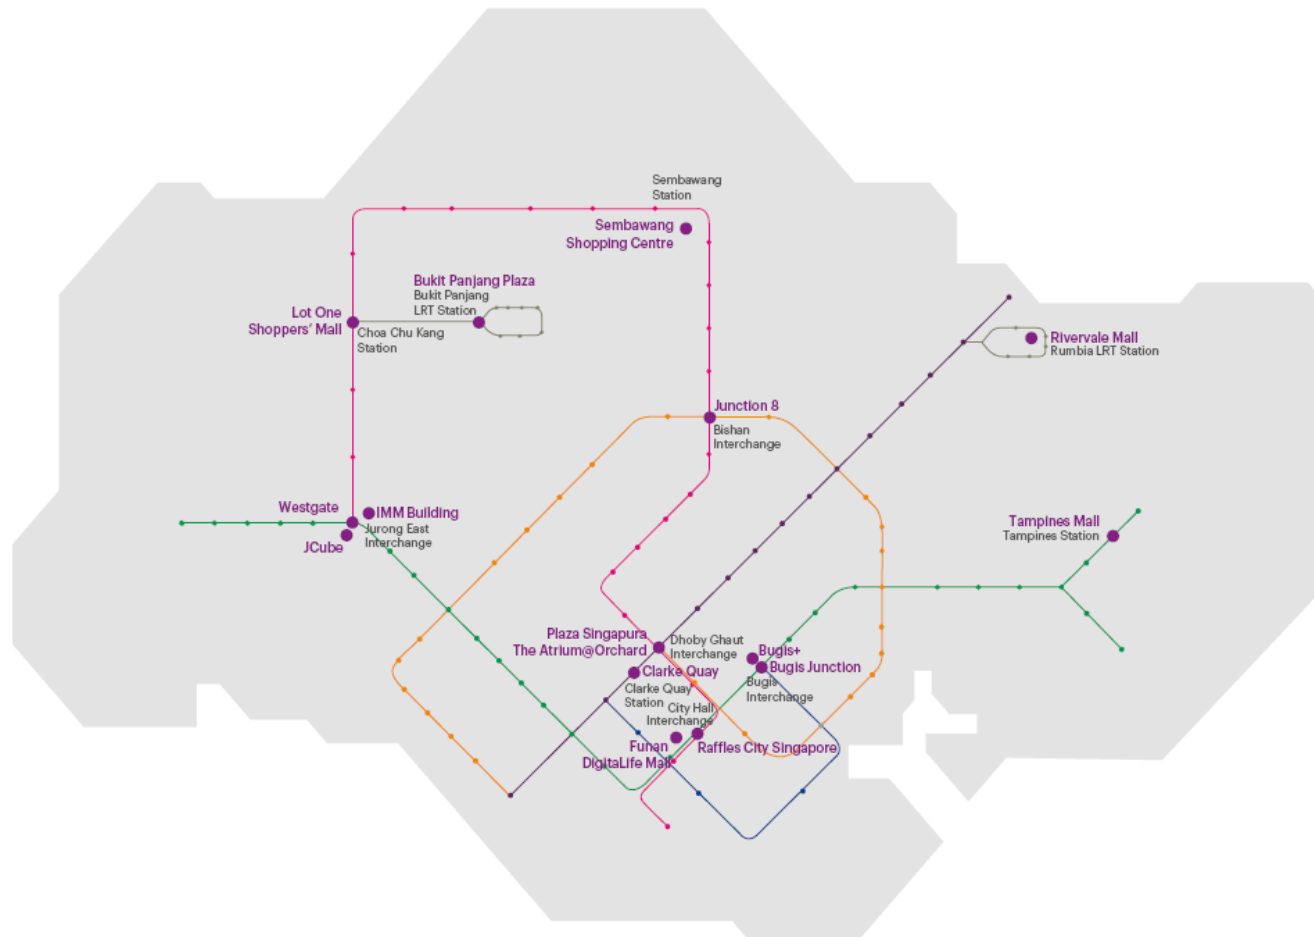 Sembawang
Station
Sembawang
Shopping Centre
Bukit Panjang Plaza
Bukit Panjang
LRT Station
Lot One
Shoppers' Mall
Choa Chu Kang
Station
Rivervale Mall
Rumbia LRT Station
Junction 8
Bishan
Interchange
Westgate
IMM Building
Jurong East
Interchange
JCube
Tampines Mall
Tampines Station
Plaza Singapura
The Atrium@Orchard
Dhoby Ghaut
Interchange
Bugis+
Bugis Junction
Bugis
Interchange
Clarke Quay
Clarke Quay
Station
City Hall
Interchange
Funan
DigitaLife Mall
Raffles City Singapore